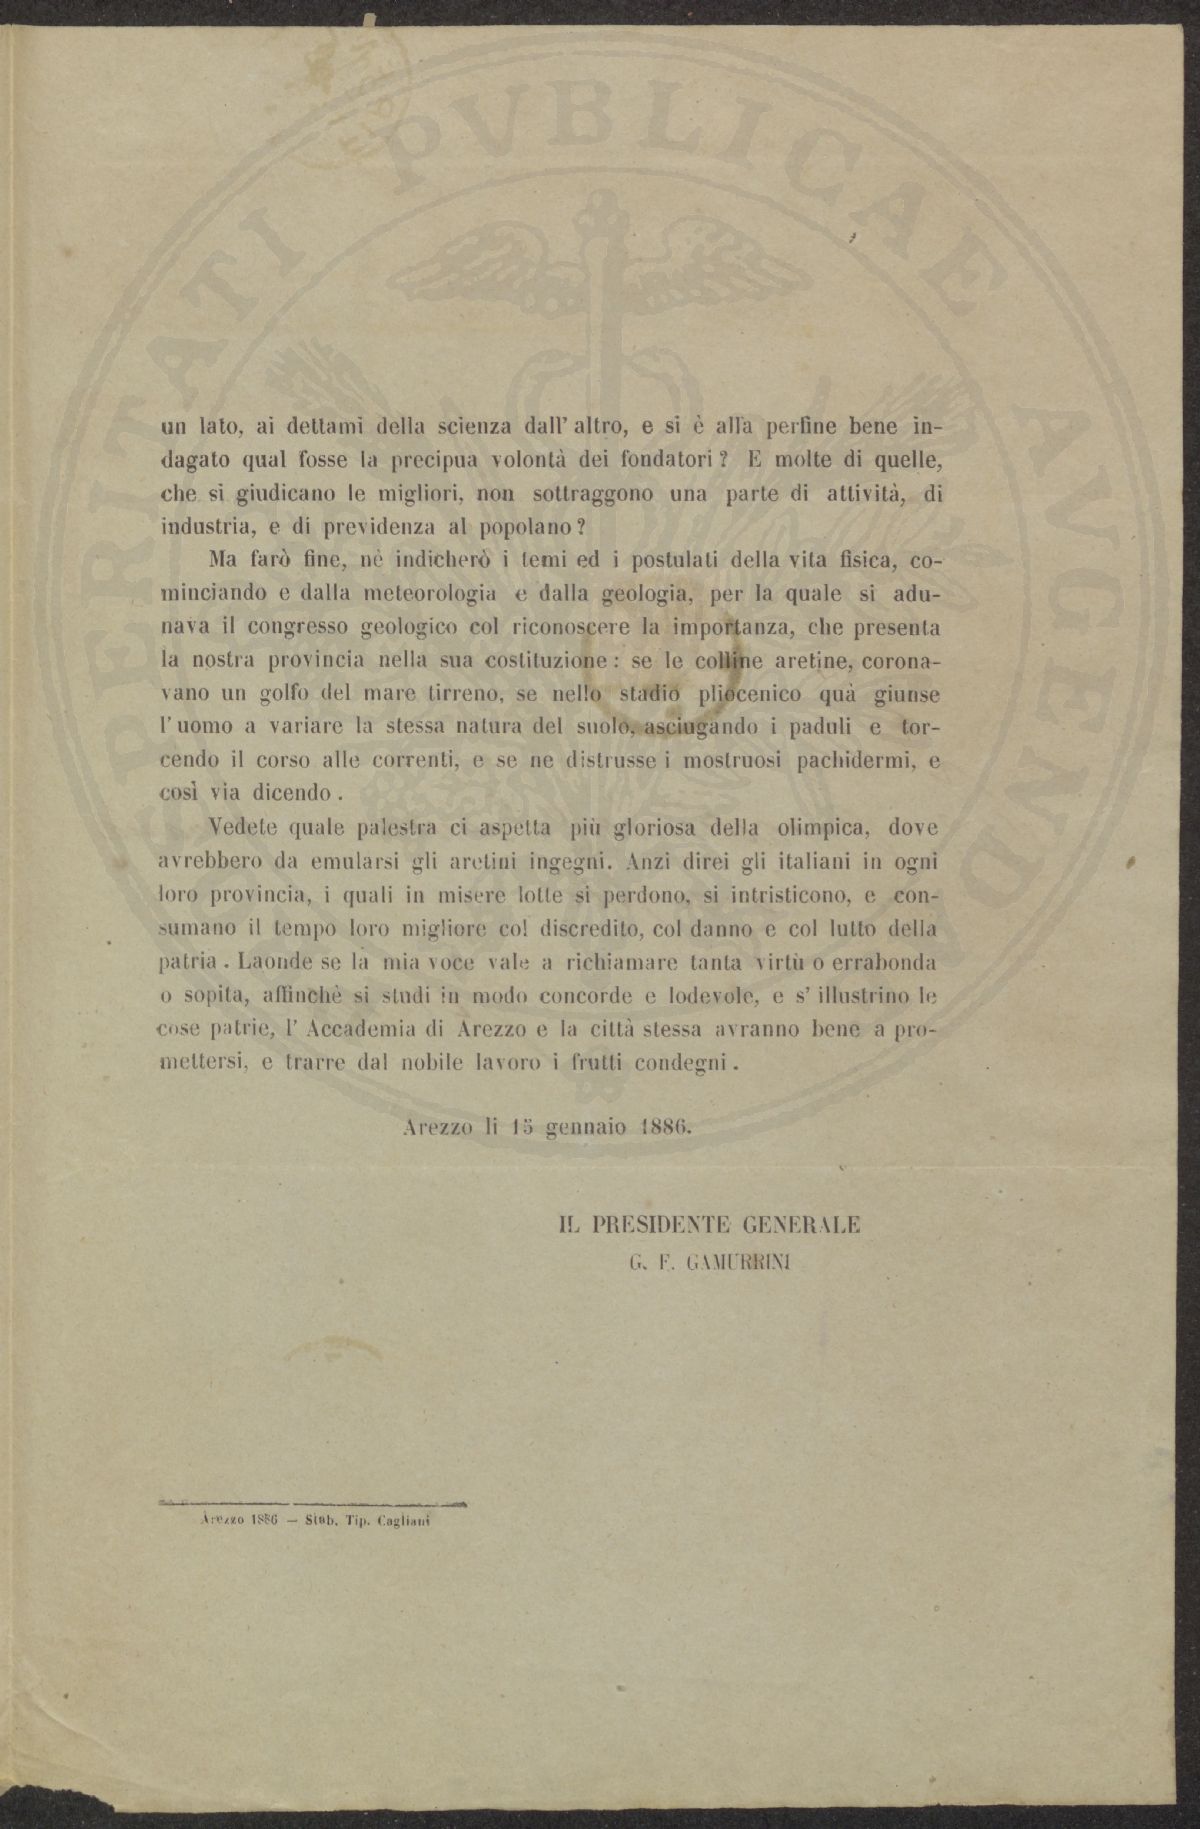 PROSPERITATI PVBLICAE AVGENDAE
un lato, ai dettami della scienza dall' altro, e si è alla perfine bene in-
dagato qual fosse la precipua volontà dei fondatori? E molte di quelle,
che si giudicano le migliori, non sottraggono una parte di attività, di
industria, e di previdenza al popolano?
Ma farò fine, nè indicherò i temi ed i postulati della vita fisica, co-
minciando e dalla meteorologia e dalla geologia, per la quale si adu-
nava il congresso geologico col riconoscere la importanza, che presenta
la nostra provincia nella sua costituzione: se le colline aretine, corona-
vano un golfo del mare tirreno, se nello stadio pliocenico quà giunse
l' uomo a variare la stessa natura del suolo, asciugando i paduli e tor-
cendo il corso alle correnti, e se ne distrusse i mostruosi pachidermi, e
così via dicendo.
Vedete quale palestra ci aspetta più gloriosa della olimpica, dove
avrebbero da emularsi gli aretini ingegni. Anzi direi gli italiani in ogni
loro provincia, i quali in misere lotte si perdono, si intristicono, e con-
sumano il tempo loro migliore col discredito, col danno e col lutto della
patria. Laonde se la mia voce vale a richiamare tanta virtù o errabonda
o sopita, affinchè si studi in modo concorde e lodevole, e s' illustrino le
cose patrie, l' Accademia di Arezzo e la città stessa avranno bene a pro-
mettersi, e trarre dal nobile lavoro i frutti condegni.
Arezzo li 15 gennaio 1886.
IL PRESIDENTE GENERALE
G. F. GAMURRINI
Arezzo 1886 — Stab. Tip. Cagliani